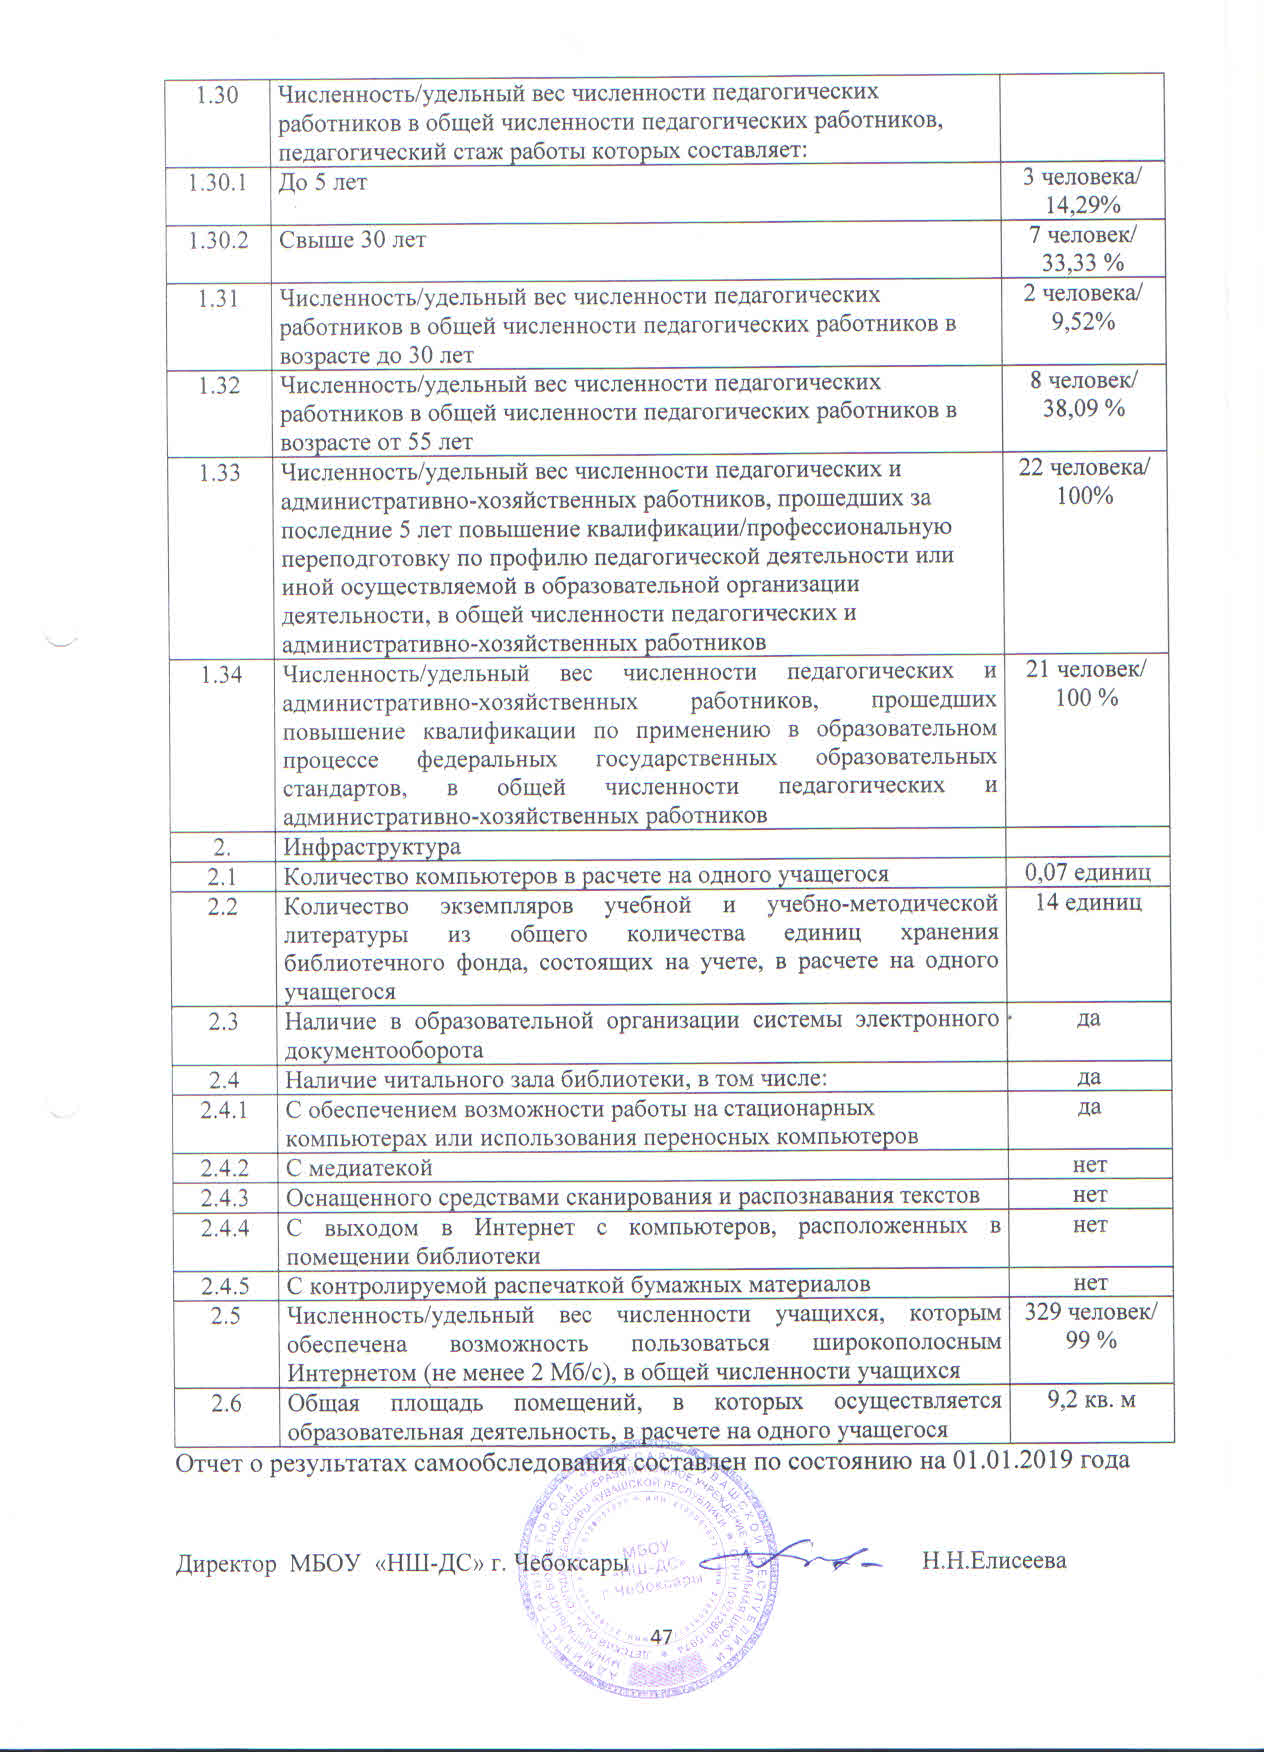 1.30 Численность/удельный вес численности педагогических
работников в общей численности педагогических работников,
педагогический стаж работы которых составляет:
1.30.1 До 5 лет 3 человека/
14,29%
1.30.2 Свыше 30 лет 7 человек/
33,33 %
1.31 Численность/удельный вес численности педагогических 2 человека/
работников в общей численности педагогических работников в 9,52%
возрасте до 30 лет
1.32 Численность/удельный вес численности педагогических 8 человек/
работников в общей численности педагогических работников в 38,09 %
возрасте от 55 лет
1.33 Численность/удельный вес численности педагогических и 22 человека/
административно-хозяйственных работников, прошедших за 100%
последние 5 лет повышение квалификации/профессиональную
переподготовку по профилю педагогической деятельности или
иной осуществляемой в образовательной организации
деятельности, в общей численности педагогических и
административно-хозяйственных работников
1.34 Численность/удельный вес численности педагогических и 21 человек/
административно-хозяйственных работников, прошедших 100 %
повышение квалификации по применению в образовательном
процессе федеральных государственных образовательных
стандартов, в общей численности педагогических и
административно-хозяйственных работников
2. Инфраструктура
2.1 Количество компьютеров в расчете на одного учащегося 0,07 единиц
2.2 Количество экземпляров учебной и учебно-методической 14 единиц
литературы из общего количества единиц хранения
библиотечного фонда, состоящих на учете, в расчете на одного
учащегося
2.3 Наличие в образовательной организации системы электронного да
документооборота
2.4 Наличие читального зала библиотеки, в том числе: да
2.4.1 С обеспечением возможности работы на стационарных да
компьютерах или использования переносных компьютеров
2.4.2 С медиатекой нет
2.4.3 Оснащенного средствами сканирования и распознавания текстов нет
2.4.4 С выходом в Интернет с компьютеров, расположенных в нет
помещении библиотеки
2.4.5 С контролируемой распечаткой бумажных материалов нет
2.5 Численность/удельный вес численности учащихся, которым 329 человек/
обеспечена возможность пользоваться широкополосным 99 %
Интернетом (не менее 2 Мб/с), в общей численности учащихся
2.6 Общая площадь помещений, в которых осуществляется 9,2 кв. м
образовательная деятельность, в расчете на одного учащегося
Отчет о результатах самообследования составлен по состоянию на 01.01.2019 года
Директор МБОУ «НШ-ДС» г. Чебоксары Н.Н.Елисеева
МБОУ
«НШ-ДС»
г. Чебоксары
47